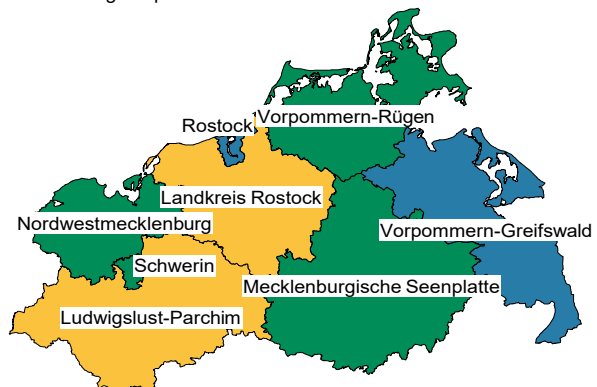 Vorpommern-Rügen
Rostock
Landkreis Rostock
Nordwestmecklenburg
Vorpommern-Greifswald
Schwerin
Mecklenburgische Seenplatte
Ludwigslust-Parchim